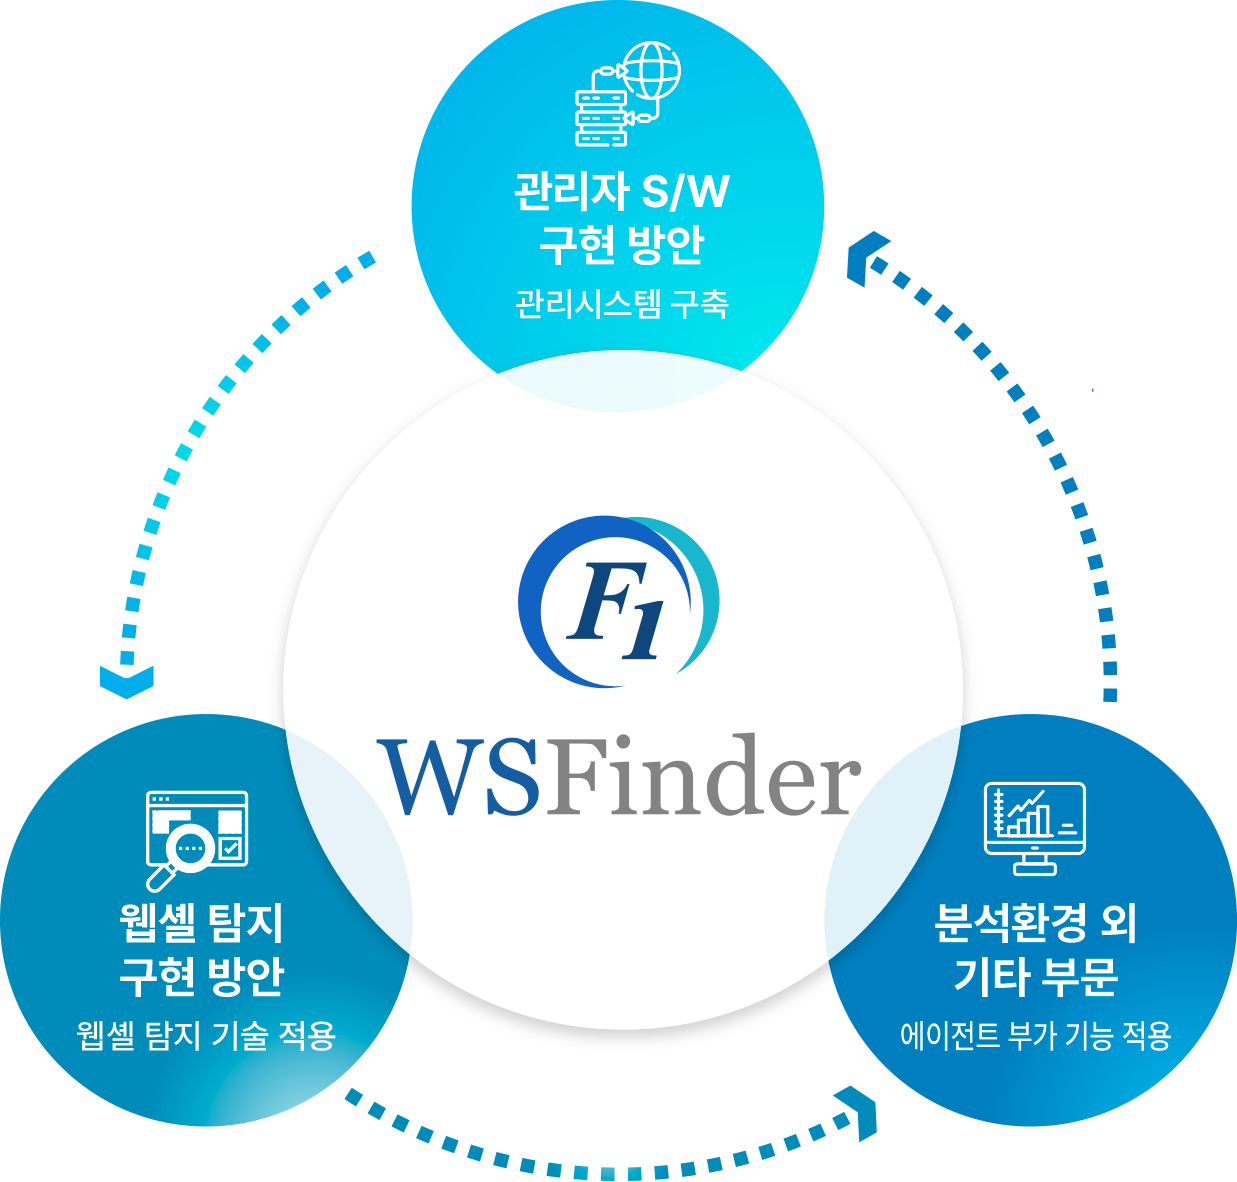 관리자 S/W
구현 방안
관리시스템 구축
F1
WSFinder
웹셸 탐지
구현 방안
웹셸 탐지 기술 적용
분석환경 외
기타 부문
에이전트 부가 기능 적용